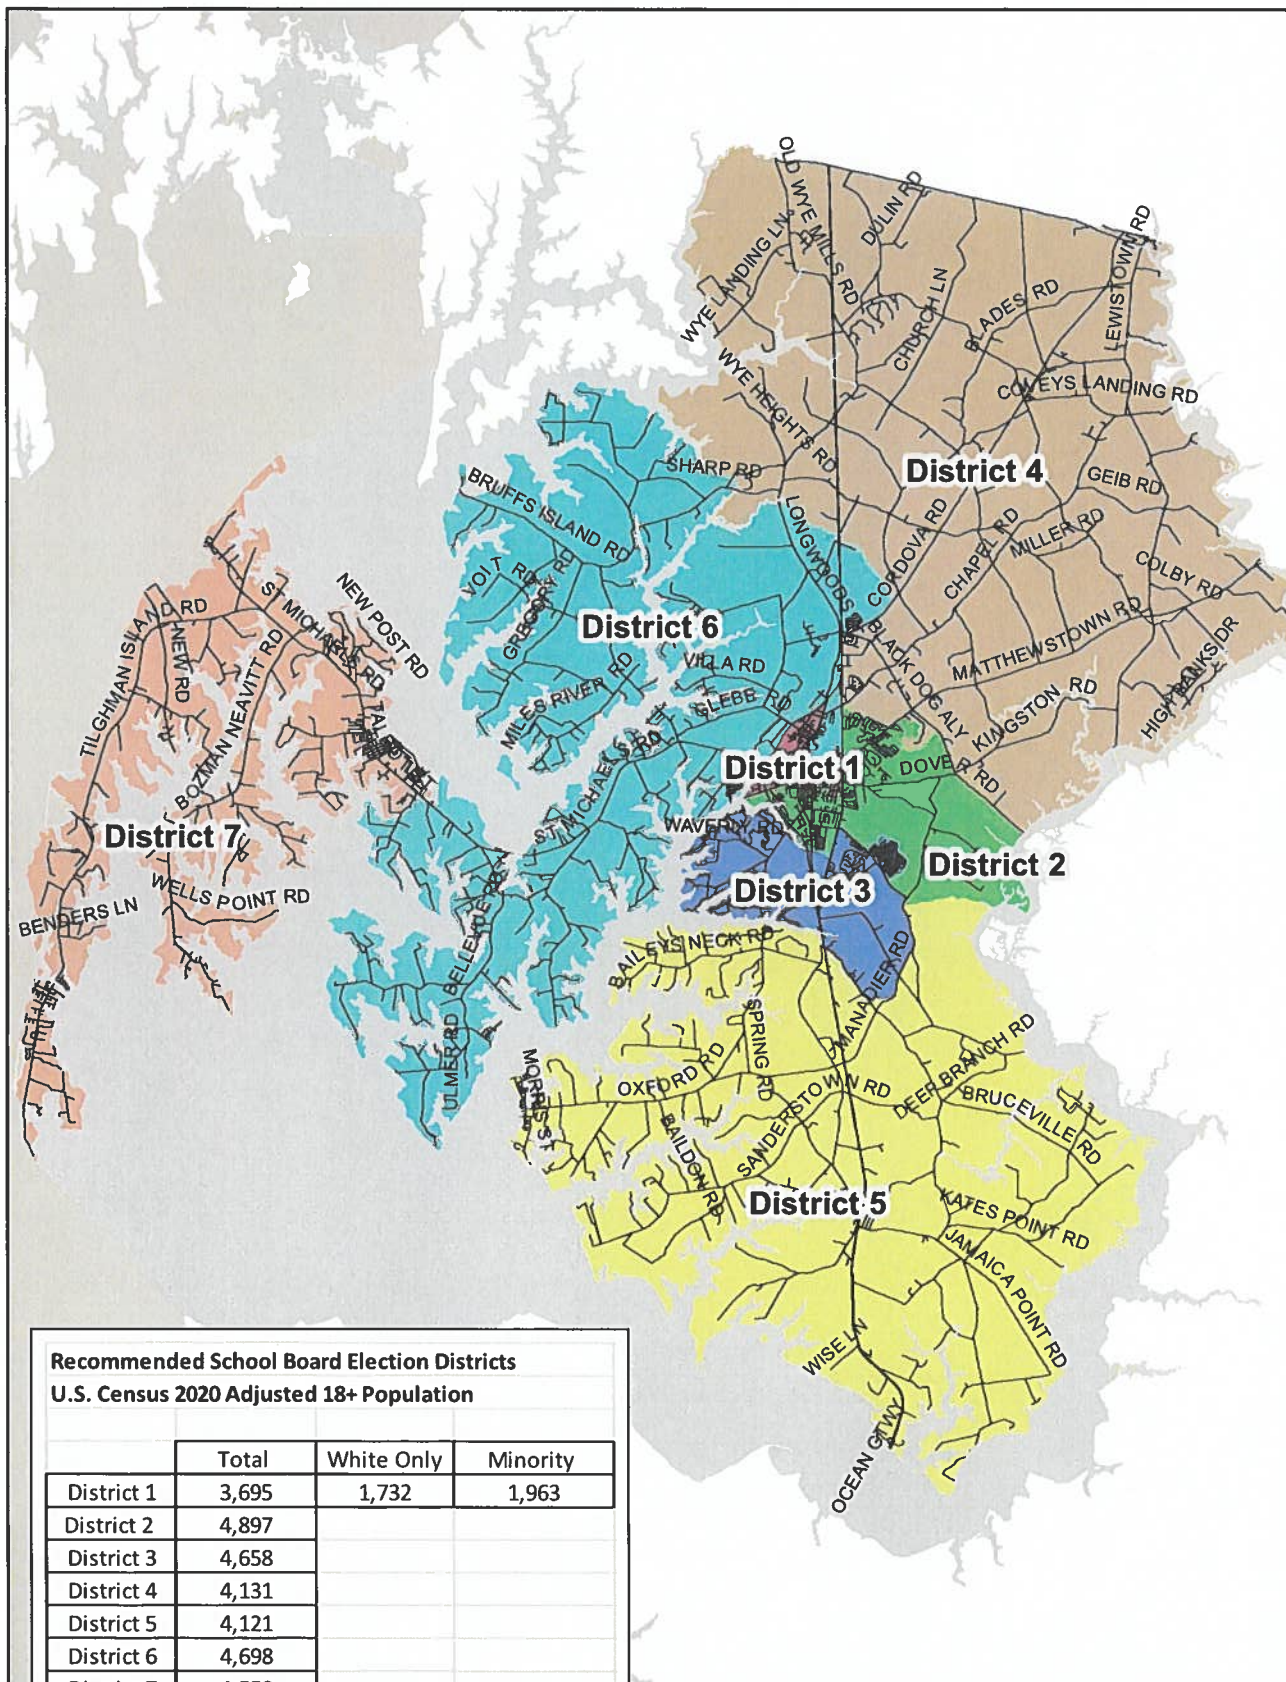 OLD WYE MILLS RD
DULIN RD
WYE LANDING LN
LEWISTOWN RD
CHURCH LN
BLADES RD
WYE HEIGHTS RD
COVEYS LANDING RD
SHARP RD
District 4
GEIB RD
BRUFFS ISLAND RD
LONGWOODS
CORDOVA RD
CHAPEL RD
MILLER RD
COLBY RD
VOIT RD
GREGORY RD
NEW POST RD
ST MICHAELS RD
TILGHMAN ISLAND RD
NEW RD
BOZMAN NEAVITT RD
District 6
BLACK DOG ALY
MATTHEWSTOWN RD
HIGH BANKS DR
VILLA RD
MILES RIVER RD
GLEBE RD
KINGSTON RD
TALBOT ST
ST MICHAELS RD
District 1
DOVER RD
WAVERLY RD
District 7
District 2
District 3
WELLS POINT RD
BENDERS LN
BELLEVUE RD
BAILEYS NECK RD
MANADIER RD
ULMER RD
SPRING RD
MORRIS ST
OXFORD RD
DEEP BRANCH RD
BRUCEVILLE RD
SANDERSTOWN RD
BAILDON RD
District 5
KATES POINT RD
JAMAICA POINT RD
WISE LN
OCEAN GTWY
Recommended School Board Election Districts
U.S. Census 2020 Adjusted 18+ Population
Total White Only Minority
District 1 3,695 1,732 1,963
District 2 4,897
District 3 4,658
District 4 4,131
District 5 4,121
District 6 4,698